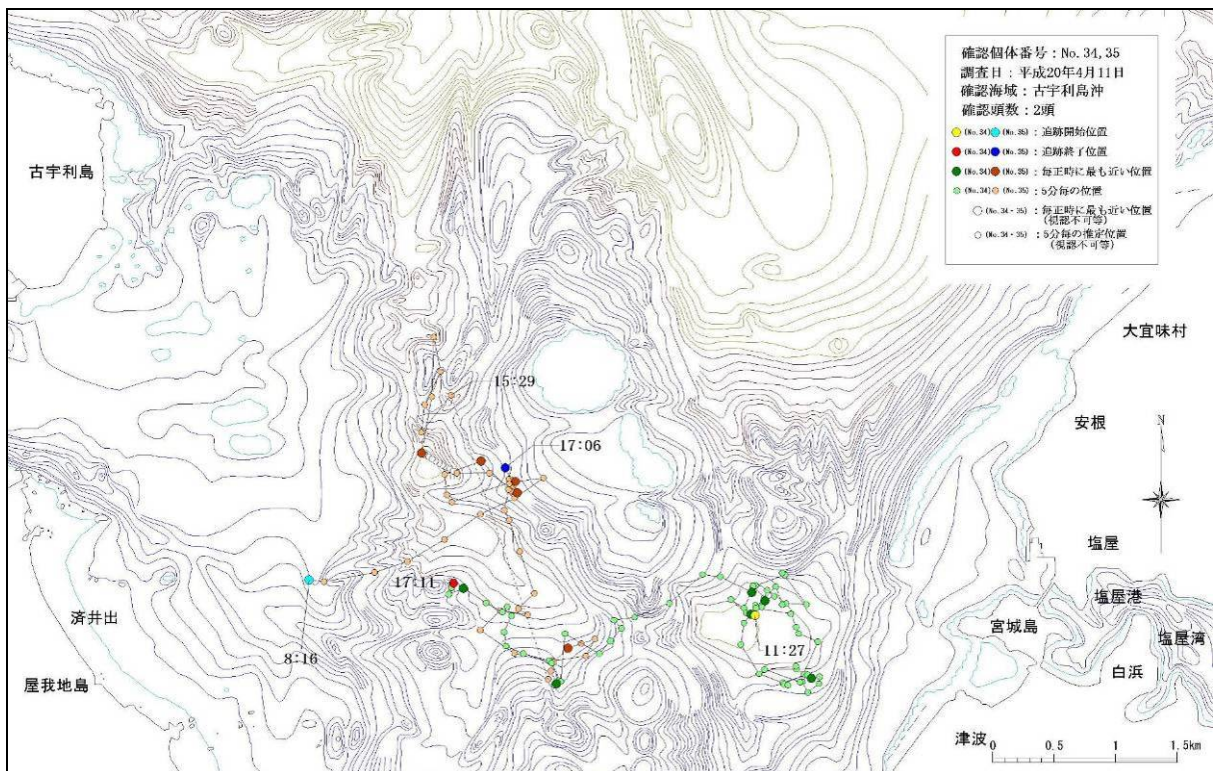 確認個体番号：No.34,35
調査日：平成20年4月11日
確認海域：古宇利島沖
確認頭数：2頭
(No.34) (No.35)：追跡開始位置
(No.34) (No.35)：追跡終了位置
(No.34) (No.35)：毎正時に最も近い位置
(No.34) (No.35)：5分毎の位置
(No.34・35)：毎正時に最も近い位置
(視認不可等)
(No.34・35)：5分毎の推定位置
(視認不可等)
古宇利島
大宜味村
15:29
安根
17:06
N
塩屋
17:11
済井出
塩屋港
宮城島
塩屋湾
11:27
8:16
白浜
屋我地島
津波
0 0.5 1 1.5km